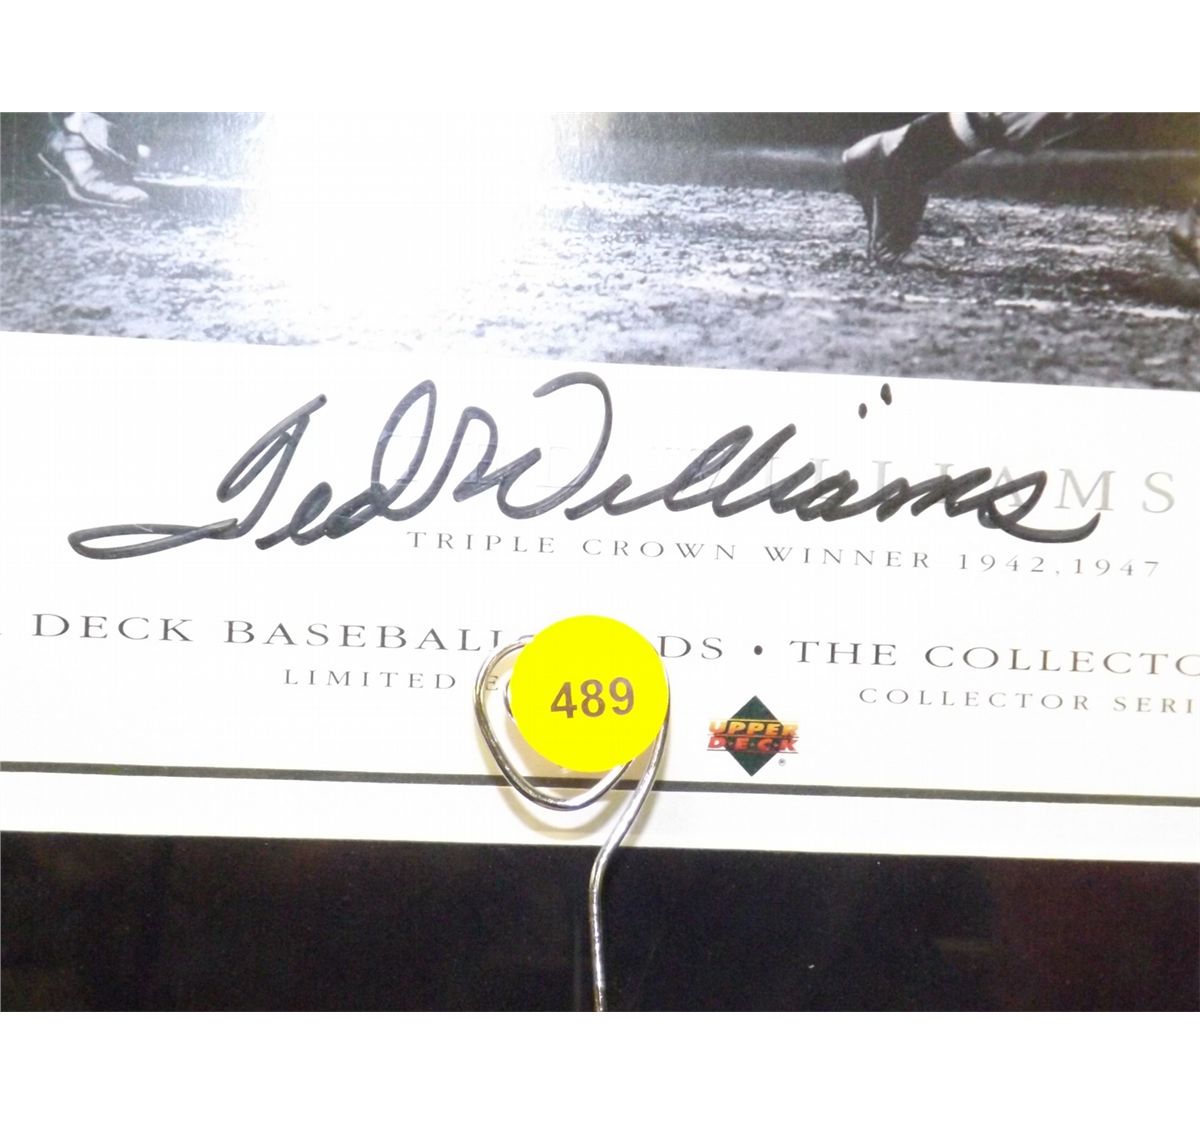 Ted Williams
TED WILLIAMS
TRIPLE CROWN WINNER 1942, 1947
DECK BASEBALL DS • THE COLLECTO
LIMITED E
COLLECTOR SERI
489
UPPER
DECK
®